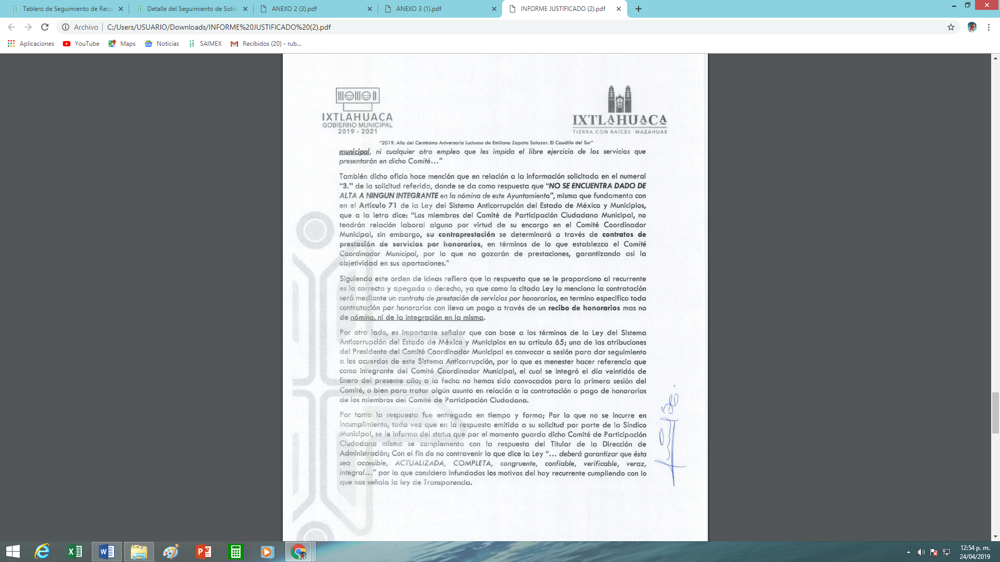 Tablero de Seguimiento de Recu
Detalle del Seguimiento de Solici
ANEXO 2 (3).pdf
ANEXO 3 (1).pdf
INFORME JUSTIFICADO (2).pdf
Archivo
C:/Users/USUARIO/Downloads/INFORME%20JUSTIFICADO%20(2).pdf
Aplicaciones
YouTube
Maps
Noticias
SAIMEX
Recibidos (20) - rub...
IXTLAHUACA
GOBIERNO MUNICIPAL
2019 - 2021
IXTLAHUACA
TIERRA CON RAÍCES MAZAHUAS
"2019. Año del Centésimo Aniversario Luctuoso de Emiliano Zapata Salazar. El Caudillo del Sur"
municipal, ni cualquier otro empleo que les impida el libre ejercicio de los servicios que
presentarán en dicho Comité..."
También dicho oficio hace mención que en relación a la información solicitada en el numeral
"3." de la solicitud referida, donde se da como respuesta que "NO SE ENCUENTRA DADO DE
ALTA A NINGUN INTEGRANTE en la nómina de este Ayuntamiento", misma que fundamenta con
en el Artículo 71 de la Ley del Sistema Anticorrupción del Estado de México y Municipios,
que a la letra dice: "Los miembros del Comité de Participación Ciudadana Municipal, no
tendrán relación laboral alguna por virtud de su encargo en el Comité Coordinador
Municipal, sin embargo, su contraprestación se determinará a través de contratos de
prestación de servicios por honorarios, en términos de lo que establezca el Comité
Coordinador Municipal, por lo que no gozarán de prestaciones, garantizando así la
objetividad en sus aportaciones."
Siguiendo este orden de ideas refiero que la respuesta que se le proporciono al recurrente
es la correcta y apegada a derecho, ya que como la citada Ley lo menciona la contratación
será mediante un contrato de prestación de servicios por honorarios, en termino especifico toda
contratación por honorarios con lleva un pago a través de un recibo de honorarios mas no
de nómina, ni de la integración en la misma.
Por otro lado, es importante señalar que con base a los términos de la Ley del Sistema
Anticorrupción del Estado de México y Municipios en su artículo 65; una de las atribuciones
del Presidente del Comité Coordinador Municipal es convocar a sesión para dar seguimiento
a los acuerdos de este Sistema Anticorrupción, por lo que es menester hacer referencia que
como integrante del Comité Coordinador Municipal, el cual se integró el día veintidós de
Enero del presente año; a la fecha no hemos sido convocados para la primera sesión del
Comité, o bien para tratar algún asunto en relación a la contratación o pago de honorarios
de los miembros del Comité de Participación Ciudadana.
Por tanto la respuesta fue entregada en tiempo y forma; Por lo que no se incurre en
incumplimiento, toda vez que en la respuesta emitida a su solicitud por parte de la Síndico
Municipal, se le informo del status que por el momento guarda dicho Comité de Participación
Ciudadana misma se complementa con la respuesta del Titular de la Dirección de
Administración; Con el fin de no contravenir lo que dice la Ley "... deberá garantizar que ésta
sea accesible, ACTUALIZADA, COMPLETA, congruente, confiable, verificable, veraz,
integral..." por lo que considero infundados los motivos del hoy recurrente cumpliendo con lo
que nos señala la ley de Transparencia.
12:54 p. m.
24/04/2019